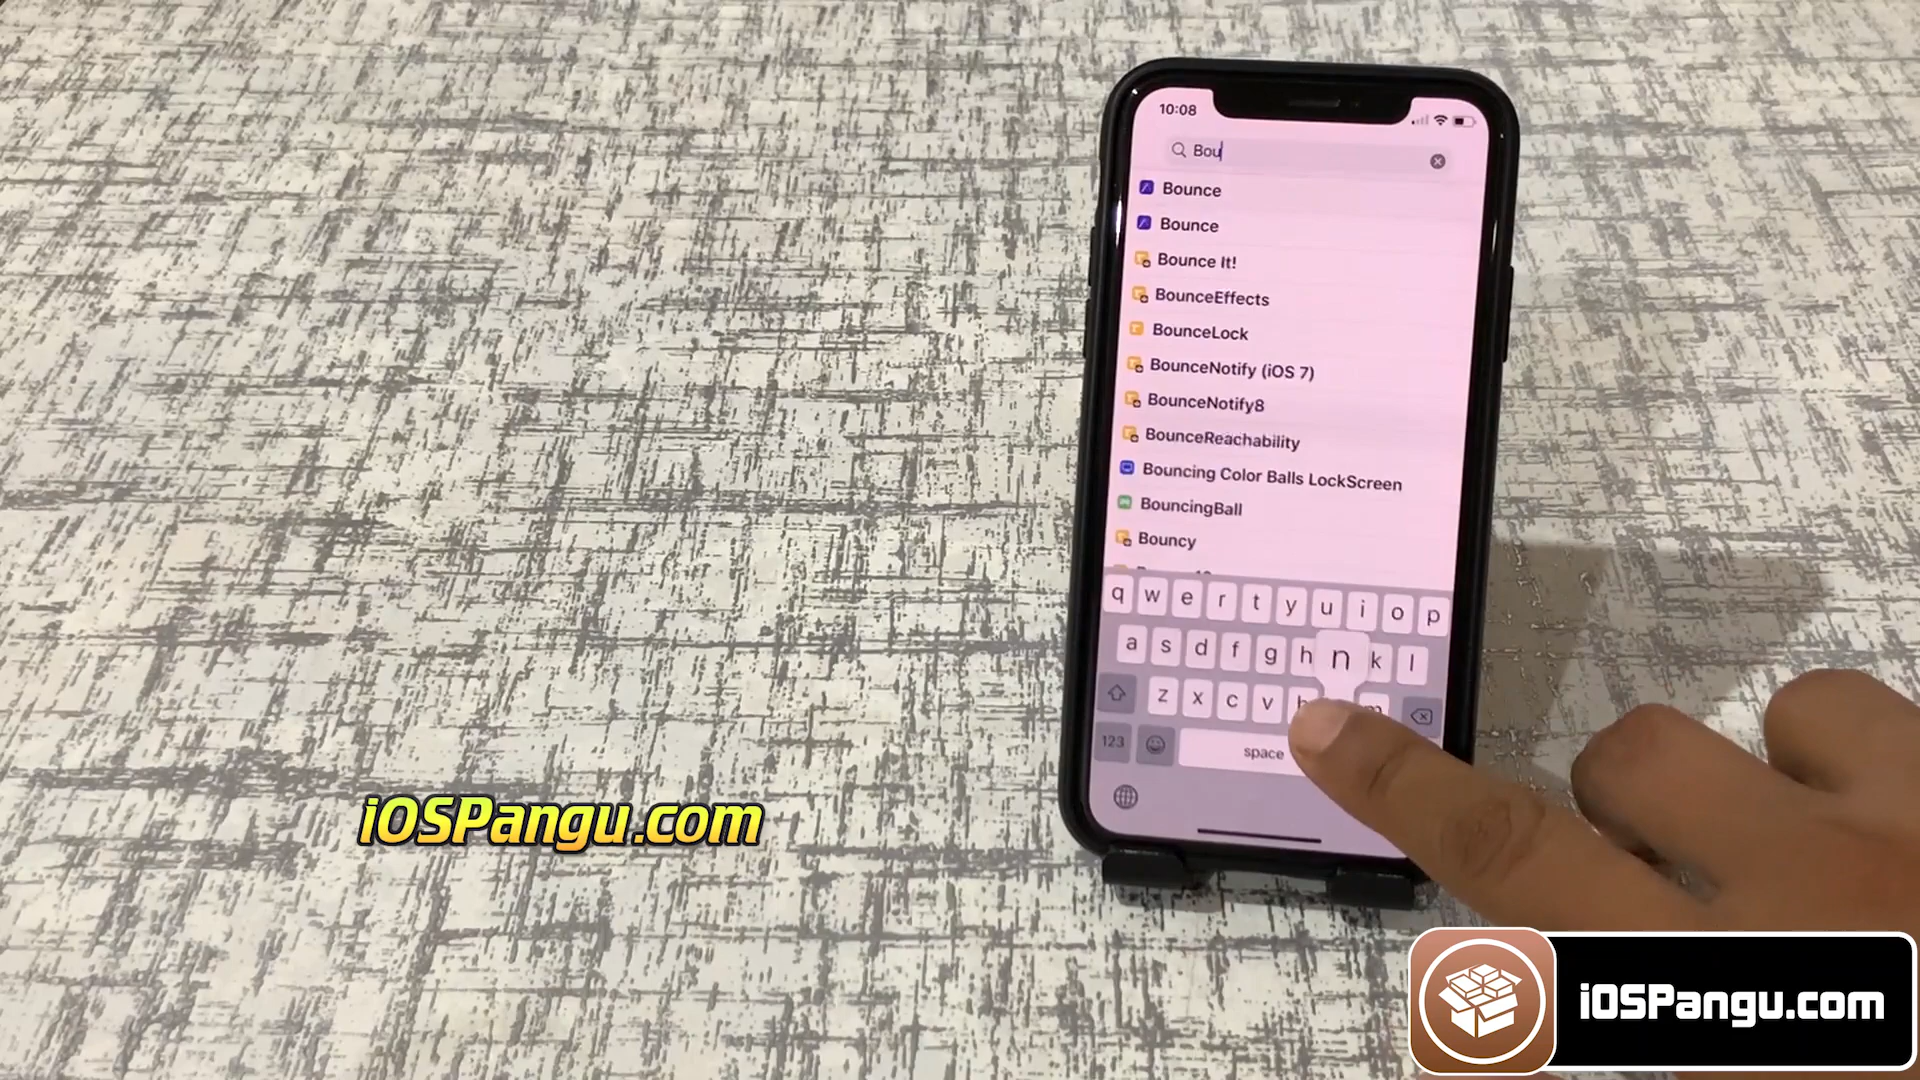 10:08
Bou
Bounce
Bounce
Bounce It!
BounceEffects
BounceLock
BounceNotify (iOS 7)
BounceNotify8
BounceReachability
Bouncing Color Balls LockScreen
BouncingBall
Bouncy
q w e r t y u i o p
a s d f g h n k l
z x c v b m
123 space
iOSPangu.com
iOSPangu.com